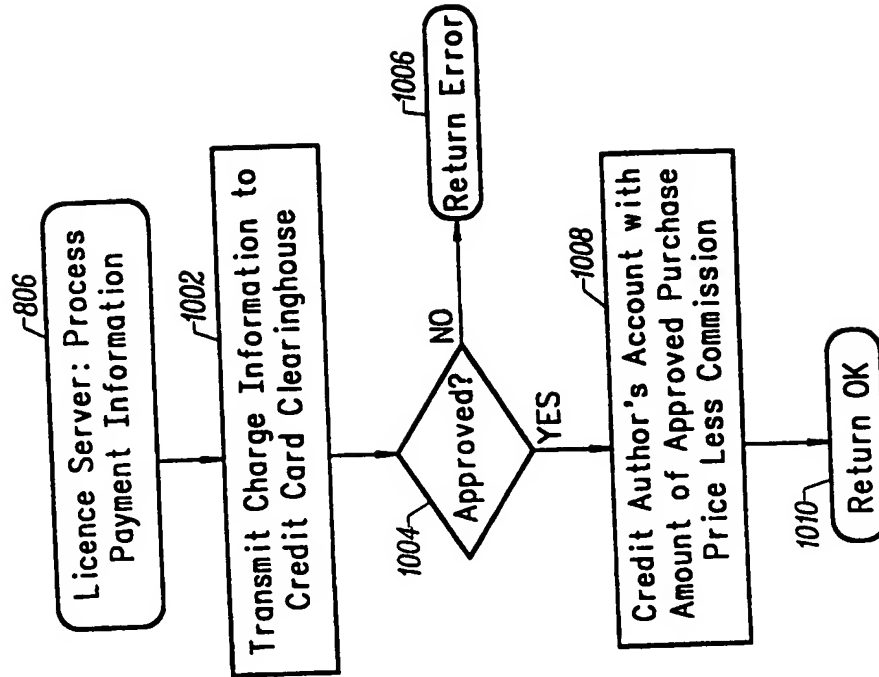 806
Licence Server: Process
Payment Information
1002
Transmit Charge Information to
Credit Card Clearinghouse
1004
Approved?
NO
1006
Return Error
YES
1008
Credit Author's Account with
Amount of Approved Purchase
Price Less Commission
1010
Return OK